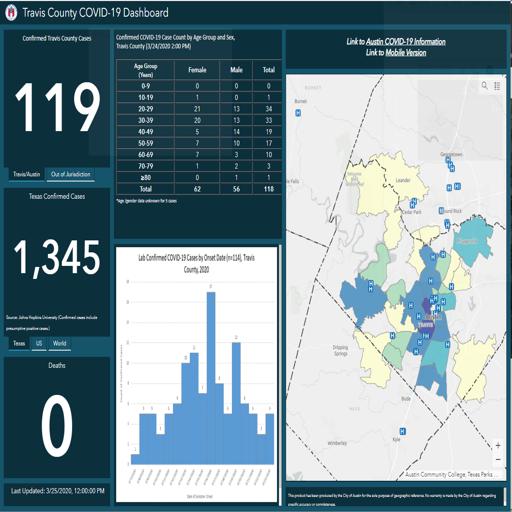 Travis County COVID-19 Dashboard
Confirmed Travis County Cases
119
Travis/Austin
Out of Jurisdiction
Texas Confirmed Cases
1,345
Source: Johns Hopkins University (Confirmed cases include
presumptive positive cases.)
Texas
US
World
Deaths
0
Last Updated: 3/25/2020, 12:00:00 PM
Confirmed COVID-19 Case Count by Age Group and Sex,
Travis County (3/24/2020 2:00 PM)
Age Group (Years) Female Male Total
0-9 0 0 0
10-19 1 0 1
20-29 21 13 34
30-39 20 13 33
40-49 5 14 19
50-59 7 10 17
60-69 7 3 10
70-79 1 2 3
≥80 0 1 1
Total 62 56 118
*Age/gender data unknown for 5 cases
Lab Confirmed COVID-19 Cases by Onset Date (n=114), Travis
County, 2020
Link to Austin COVID-19 Information
Link to Mobile Version
Burnet
Georgetown
Leander
Cedar Park
Round Rock
Dripping
Springs
Buda
HAYS
Wimberley
Kyle
Austin Community College, Texas Parks ...
This product has been produced by the City of Austin for the sole purpose of geographic reference. No warranty is made by the City of Austin regarding
specific accuracy or completeness.